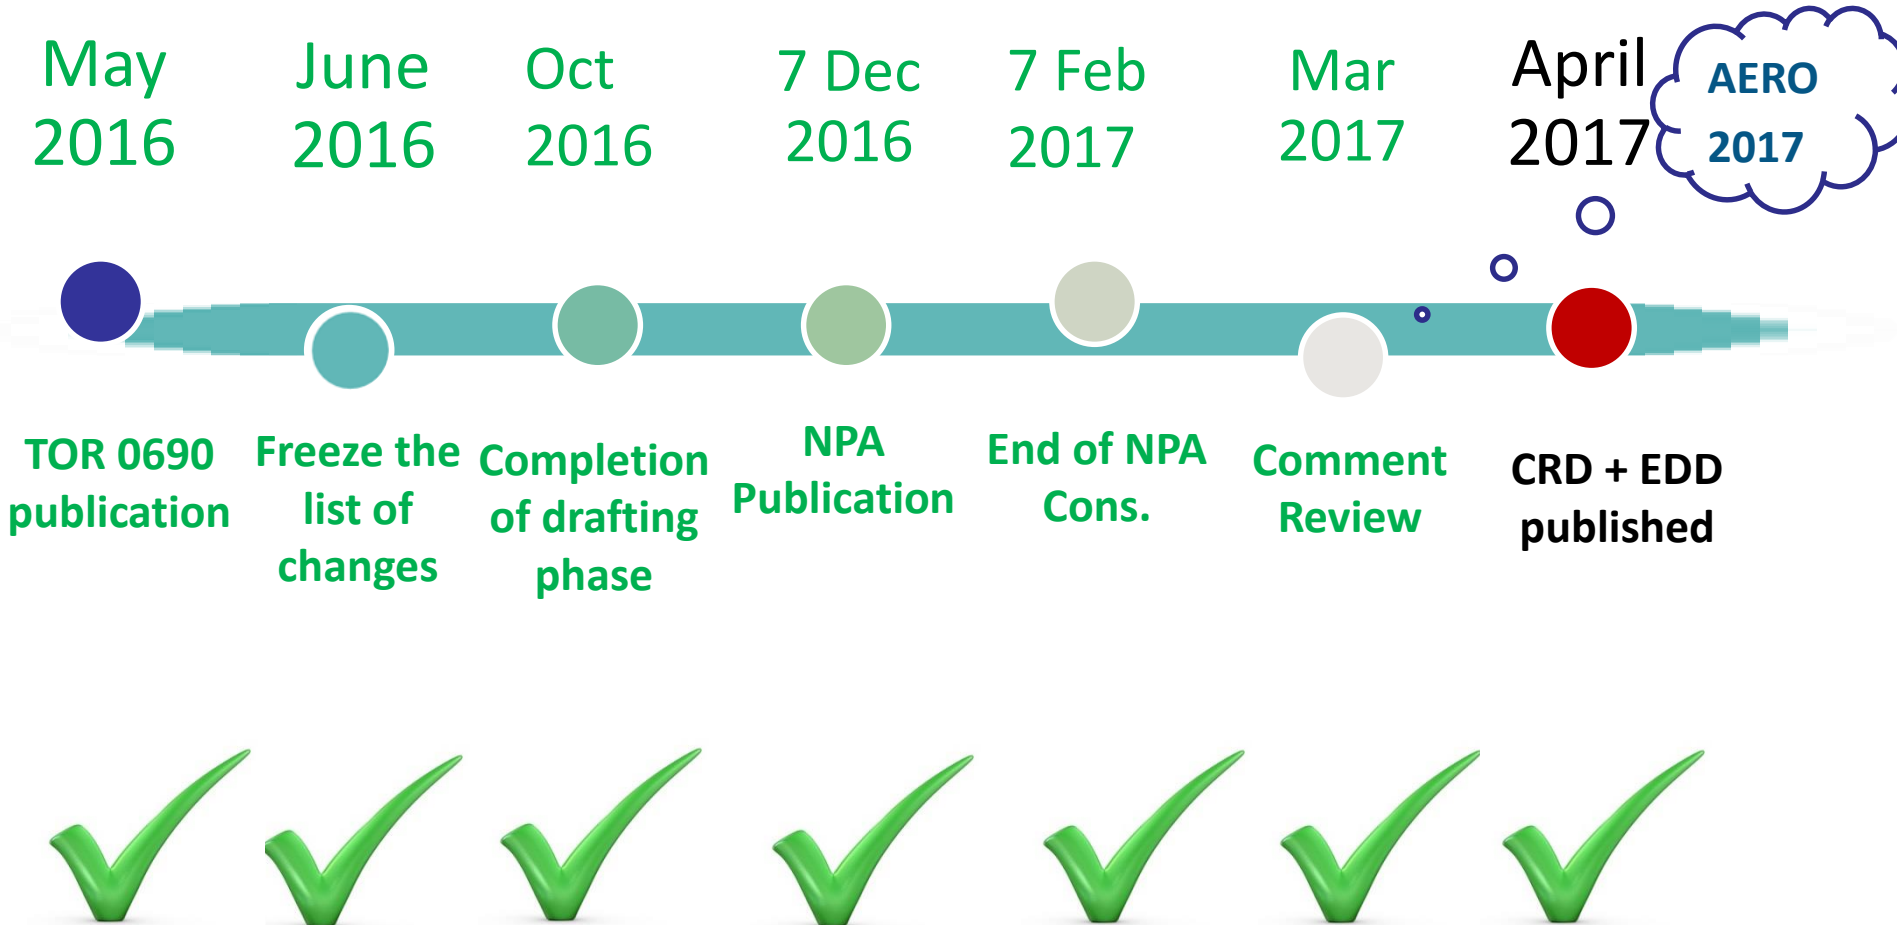 May
2016
June
2016
Oct
2016
7 Dec
2016
7 Feb
2017
Mar
2017
April
2017
AERO
2017
TOR 0690
publication
Freeze the
list of
changes
Completion
of drafting
phase
NPA
Publication
End of NPA
Cons.
Comment
Review
CRD + EDD
published